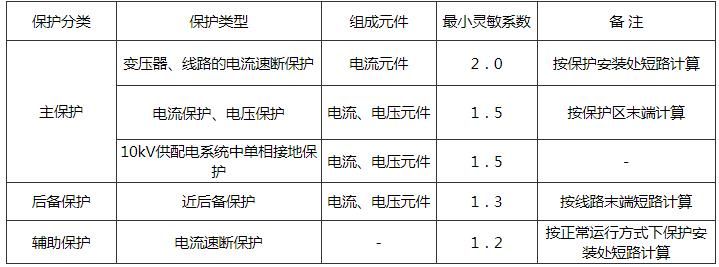 保护分类 保护类型 组成元件 最小灵敏系数 备 注
主保护 变压器、线路的电流速断保护 电流元件 2.0 按保护安装处短路计算
电流保护、电压保护 电流、电压元件 1.5 按保护区末端计算
10kV供配电系统中单相接地保
护 电流、电压元件 1.5 -
后备保护 近后备保护 电流、电压元件 1.3 按线路末端短路计算
辅助保护 电流速断保护 - 1.2 按正常运行方式下保护安
装处短路计算